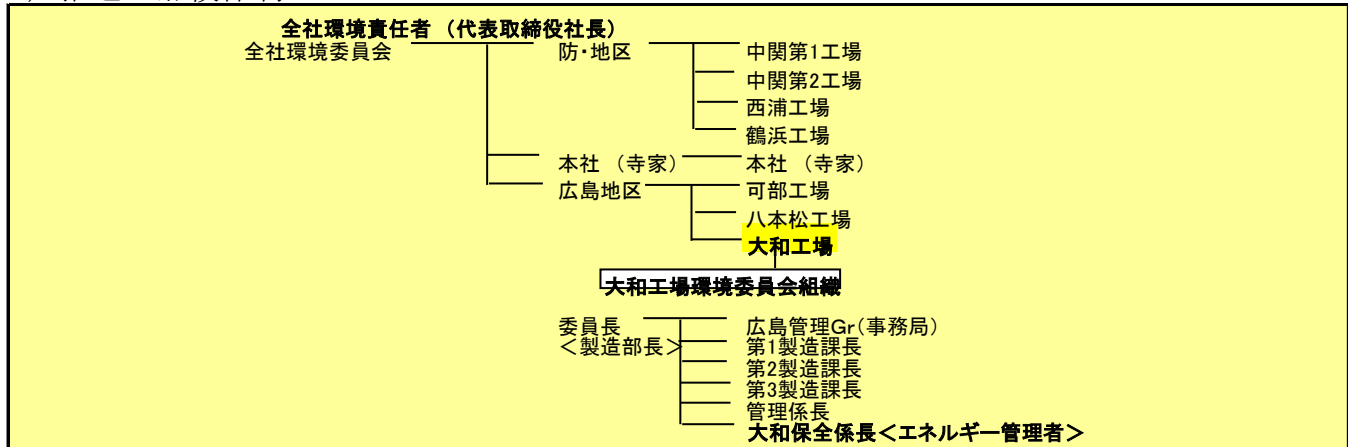 全社環境責任者 (代表取締役社長)
全社環境委員会 防・地区 中関第1工場
中関第2工場
西浦工場
鶴浜工場
本社 (寺家) 本社 (寺家)
広島地区 可部工場
八本松工場
大和工場
大和工場環境委員会組織
委員長 広島管理Gr(事務局)
<製造部長> 第1製造課長
第2製造課長
第3製造課長
管理係長
大和保全係長<エネルギー管理者>